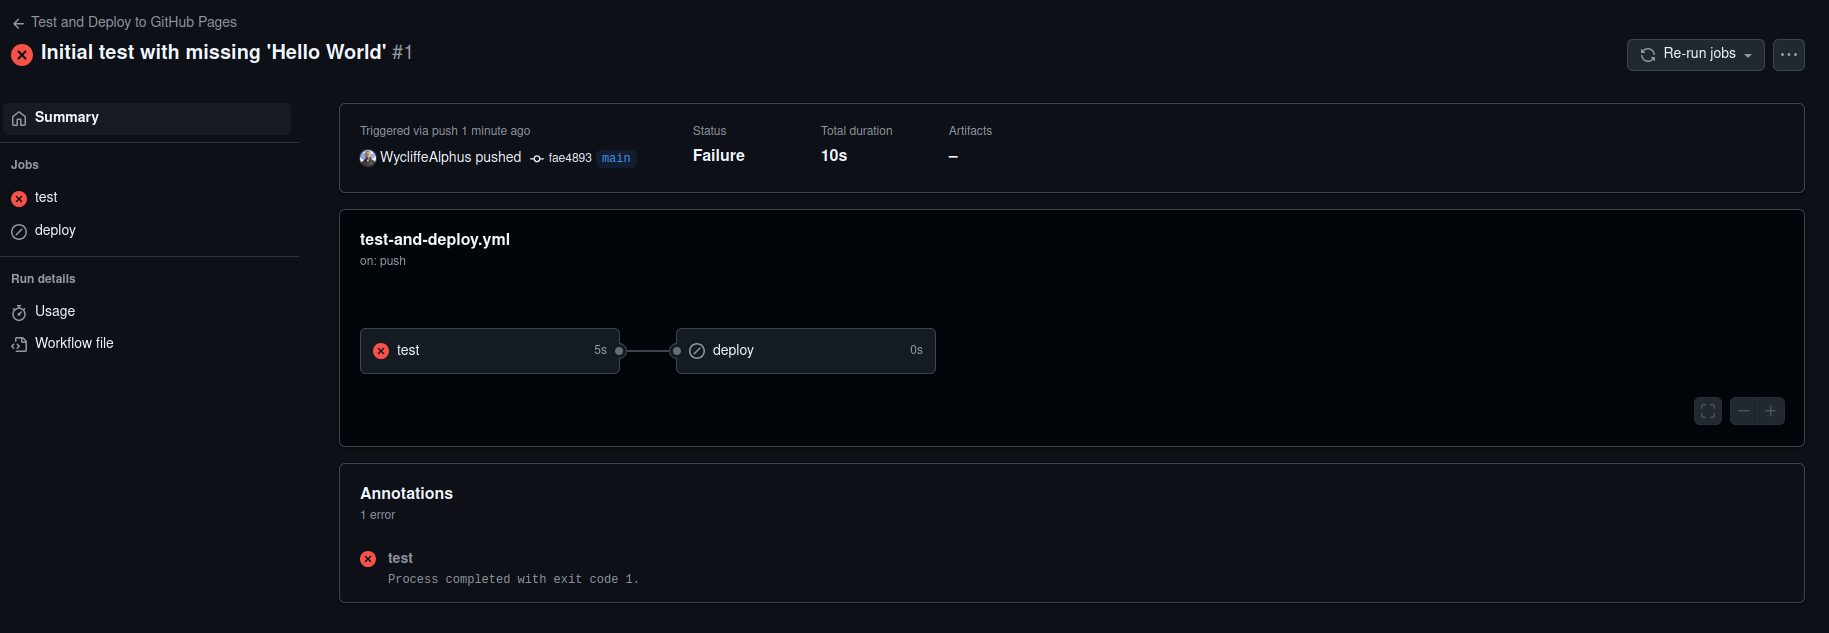 Test and Deploy to GitHub Pages
Initial test with missing 'Hello World' #1
Re-run jobs
Summary
Jobs
test
deploy
Run details
Usage
Workflow file
Triggered via push 1 minute ago
WycliffeAlphus pushed fae4893 main
Status
Failure
Total duration
10s
Artifacts
–
test-and-deploy.yml
on: push
test 5s
deploy 0s
Annotations
1 error
test
Process completed with exit code 1.